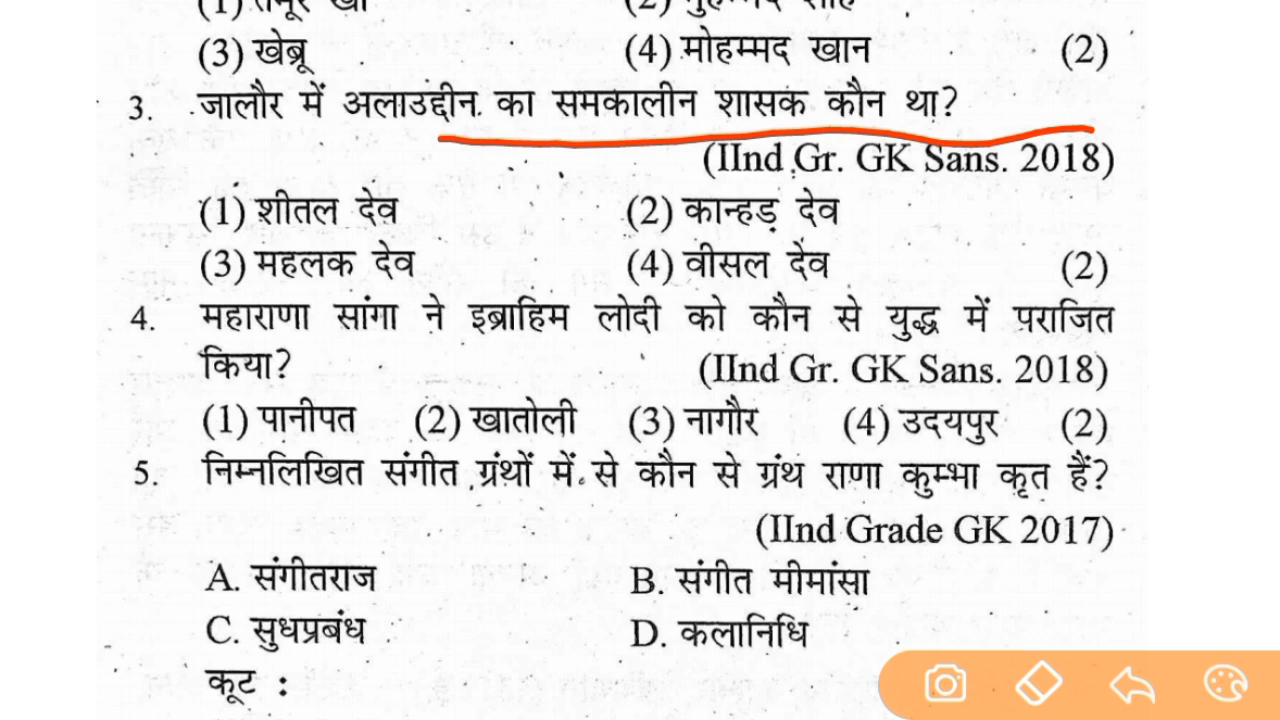 (3) खेब्रू (4) मोहम्मद खान (2)
3. जालौर में अलाउद्दीन का समकालीन शासक कौन था?
(IInd Gr. GK Sans. 2018)
(1) शीतल देव (2) कान्हड़ देव
(3) महलक देव (4) वीसल देव (2)
4. महाराणा सांगा ने इब्राहिम लोदी को कौन से युद्ध में पराजित
किया? (IInd Gr. GK Sans. 2018)
(1) पानीपत (2) खातोली (3) नागौर (4) उदयपुर (2)
5. निम्नलिखित संगीत ग्रंथों में से कौन से ग्रंथ राणा कुम्भा कृत हैं?
(IInd Grade GK 2017)
A. संगीतराज B. संगीत मीमांसा
C. सुधप्रबंध D. कलानिधि
कूट :